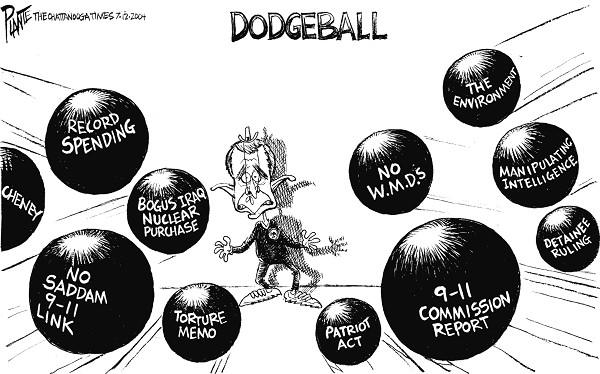 PLANTE THE CHATTANOOGA TIMES 7-12-2004
DODGEBALL
RECORD
SPENDING
THE
ENVIRONMENT
CHENEY
BOGUS IRAQ
NUCLEAR
PURCHASE
NO
W.M.D.'S
MANIPULATING
INTELLIGENCE
DETAINEE
RULING
NO
SADDAM
9-11
LINK
TORTURE
MEMO
PATRIOT
ACT
9-11
COMMISSION
REPORT